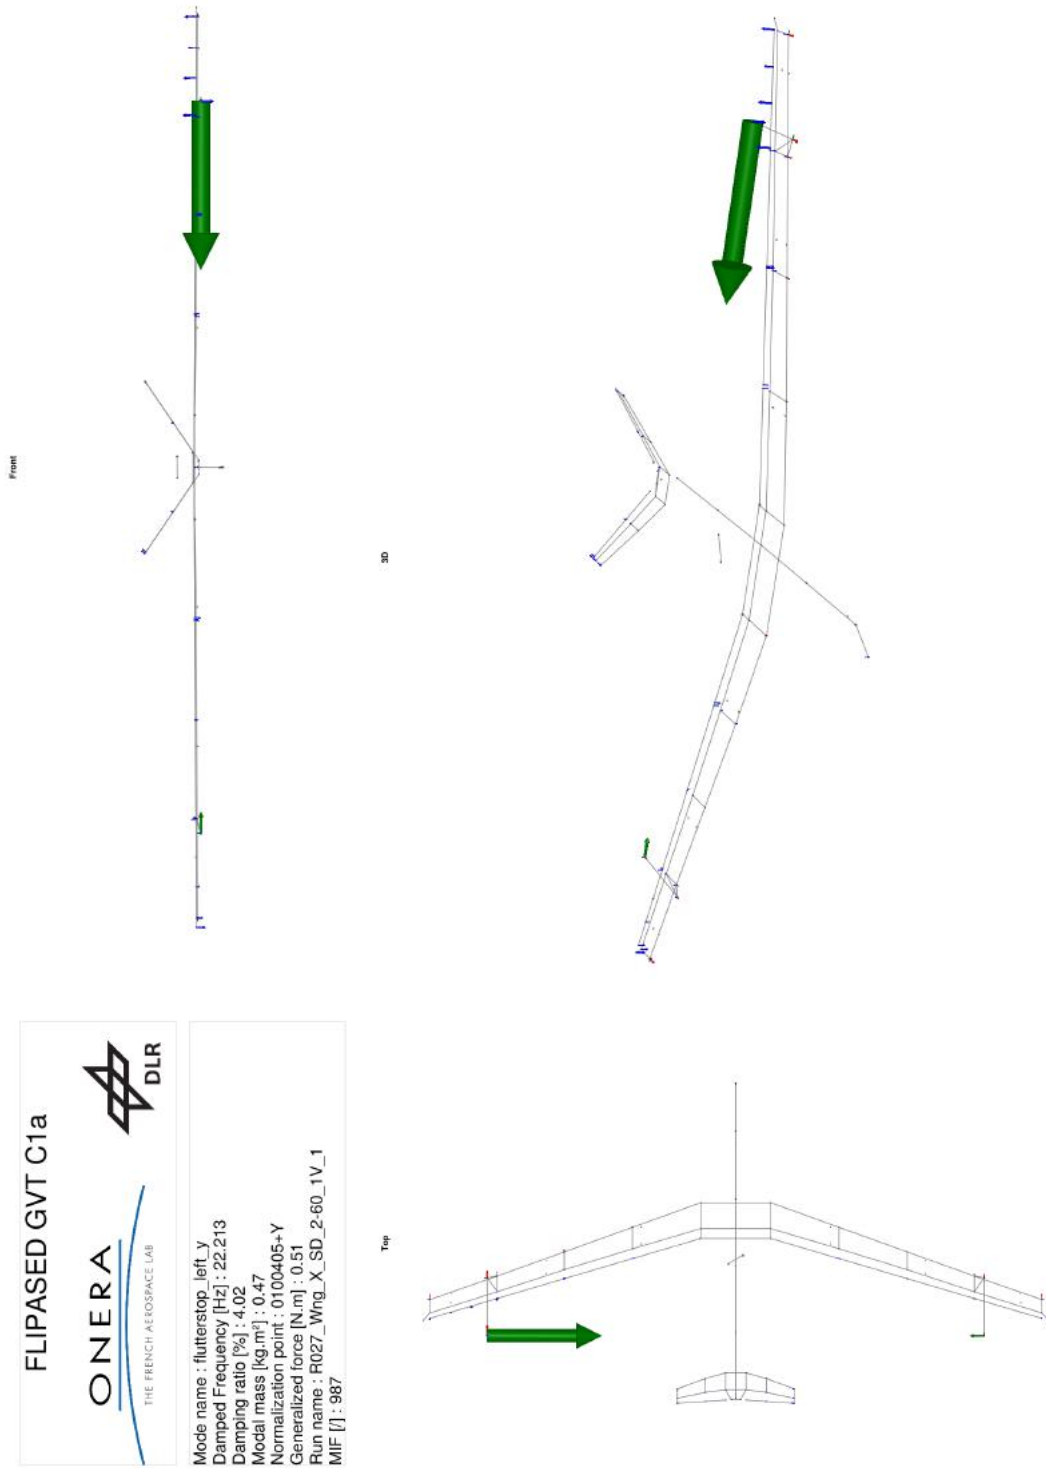 FLIPASED GVT C1a
ONERA
THE FRENCH AEROSPACE LAB
DLR
Mode name : flutterstop_left_y
Damped Frequency [Hz] : 22.213
Damping ratio [%] : 4.02
Modal mass [kg.m²] : 0.47
Normalization point : 0100405+Y
Generalized force [N.m] : 0.51
Run name : R027_Wng_X_SD_2-60_1V_1
MIF [/] : 987
Front
3D
Top